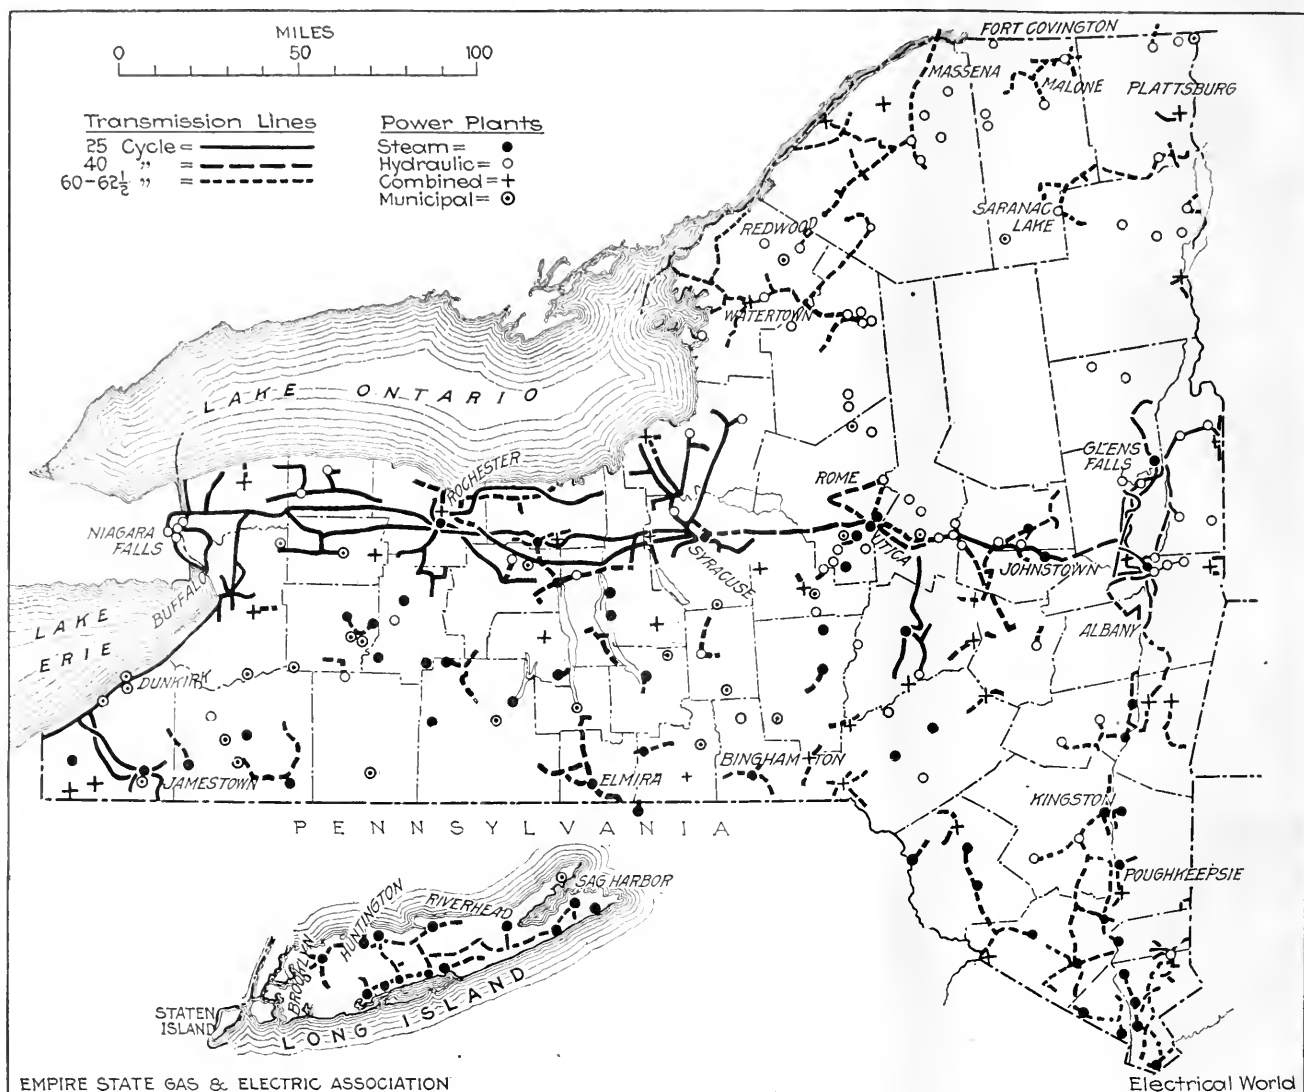 MILES
0 50 100
Transmission Lines
25 Cycle =
40 " =
60-62½ " =
Power Plants
Steam=
Hydraulic=
Combined=
Municipal=
FORT COVINGTON
MASSENA
MALONE
PLATTSBURG
SARANAC
LAKE
REDWOOD
WATERTOWN
LAKE ONTARIO
ROCHESTER
NIAGARA
FALLS
BUFFALO
LAKE
ERIE
DUNKIRK
JAMESTOWN
SYRACUSE
ROME
UTICA
GLENS
FALLS
JOHNSTOWN
ALBANY
ELMIRA
BINGHAMTON
KINGSTON
POUGHKEEPSIE
PENNSYLVANIA
SAG HARBOR
RIVERHEAD
HUNTINGTON
BROOKLYN
STATEN
ISLAND
LONG ISLAND
EMPIRE STATE GAS & ELECTRIC ASSOCIATION
Electrical World